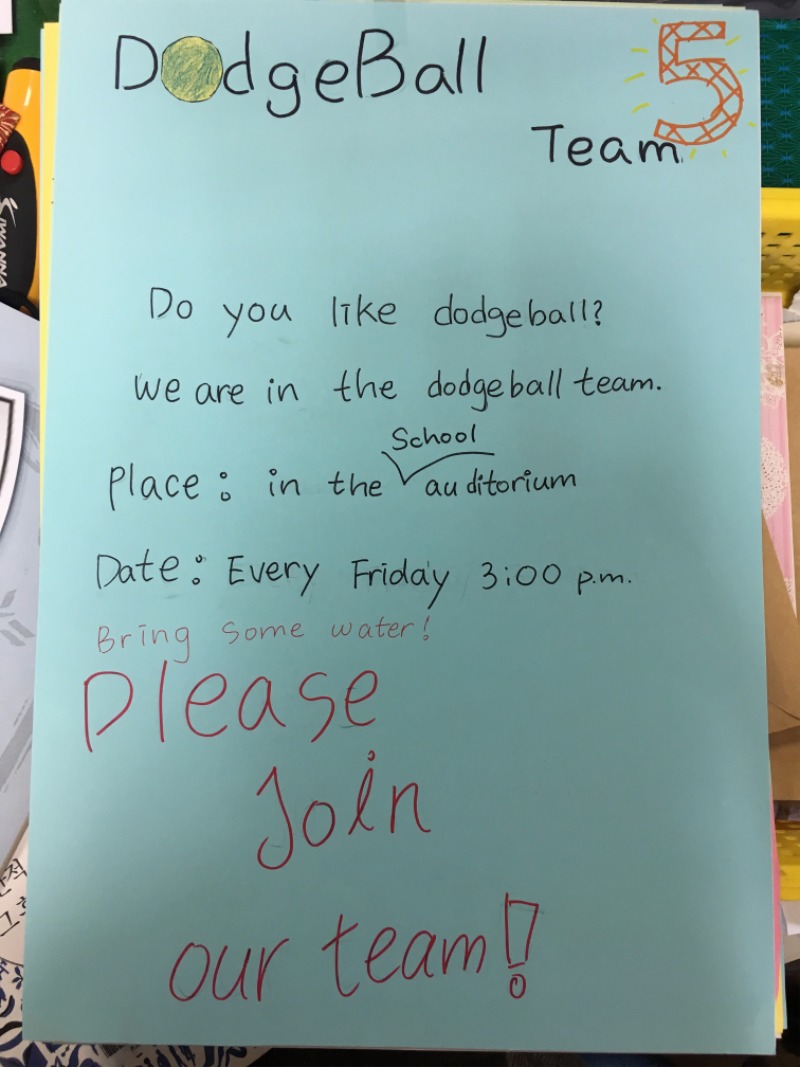 DodgeBall
Team 5
Do you like dodgeball?
We are in the dodgeball team.
Place: in the School auditorium
Date: Every Friday 3:00 p.m.
Bring some water!
Please
Join
our team!